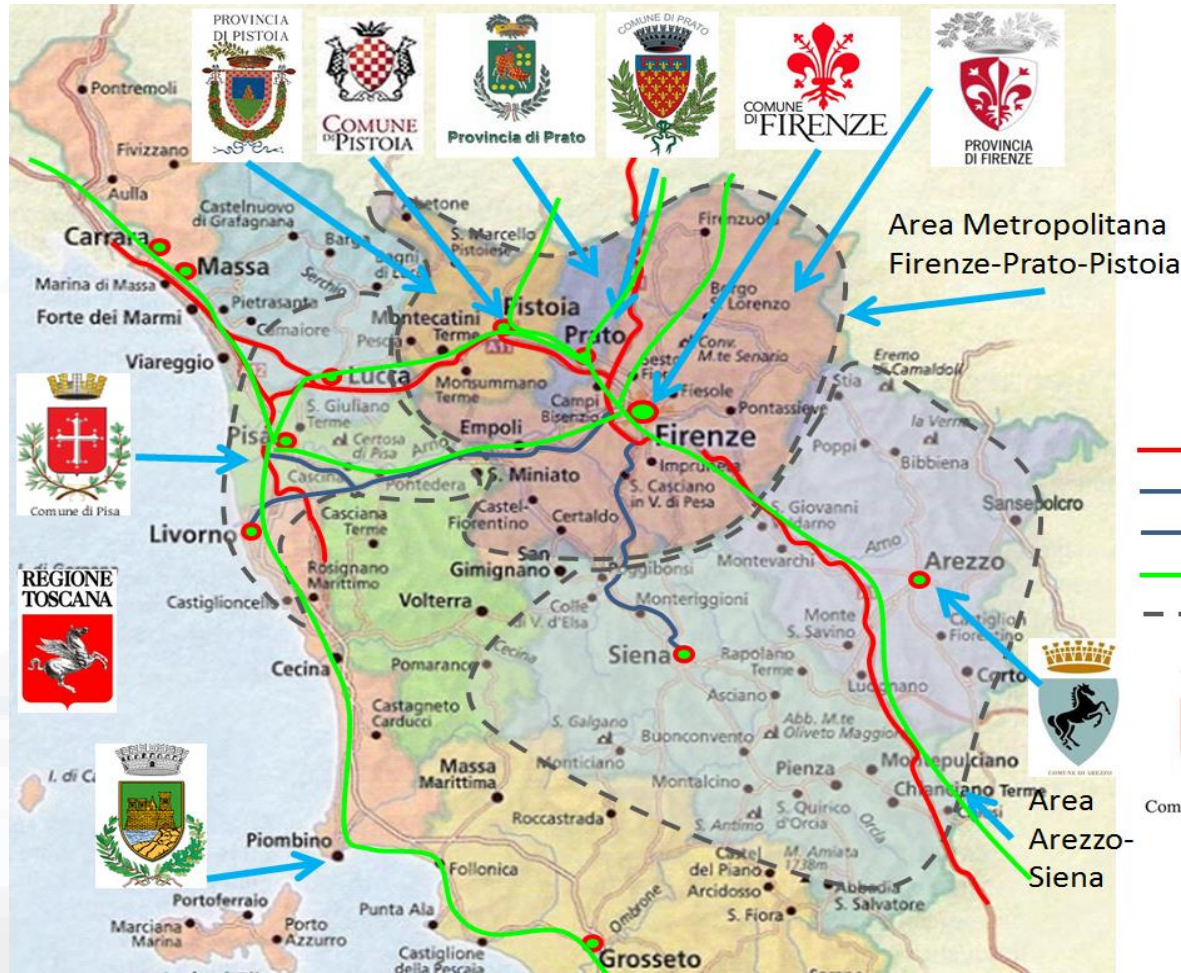 PROVINCIA
DI PISTOIA
COMUNE
DI PISTOIA
Provincia di Prato
COMUNE DI PRATO
COMUNE
DI FIRENZE
PROVINCIA
DI FIRENZE
Area Metropolitana
Firenze-Prato-Pistoia
Pontremoli
Fivizzano
Aulla
Castelnuovo
di Grafagnana
Barga
Abetone
S. Marcello
Pistoiese
Firenzuola
Carrara
Massa
Marina di Massa
Serchio
Pietrasanta
Forte dei Marmi
Camaiore
Viareggio
Montecatini
Terme
Pescia
Pistoia
A11
Prato
Borgo
S. Lorenzo
Conv.
M.te Senario
Lucca
Monsummano
Terme
Campi
Bisenzio
Fiesole
Pontassieve
Eremo
di Camaldoli
Stia
S. Giuliano
Terme
Pisa
Certosa
di Pisa
Arno
Empoli
Firenze
la Verna
Poppi
Bibbiena
Cascina
Pontedera
S. Miniato
Impruneta
S. Casciano
in V. di Pesa
Comune di Pisa
Livorno
Casciana
Terme
Castel-
Fiorentino
Certaldo
S. Giovanni
Valdarno
Sansepolcro
Montevarchi
Arno
Arezzo
REGIONE
TOSCANA
Rosignano
Marittimo
San
Gimignano
Poggibonsi
Castiglioncello
Volterra
Colle
di V. d'Elsa
Monteriggioni
Monte
S. Savino
Castiglion
Fiorentino
Cecina
Pomarance
Cecina
Siena
Rapolano
Terme
Lucignano
Asciano
Castagneto
Carducci
S. Galgano
Buonconvento
Abb. M.te
Oliveto Maggiore
COMUNE DI AREZZO
Massa
Marittima
Monticiano
Montalcino
Pienza
Montepulciano
Chianciano Terme
S. Antimo
S. Quirico
d'Orcia
Orcia
Area
Arezzo-
Siena
Com
Roccastrada
Piombino
Follonica
Castel
del Piano
M. Amiata
1738m
Arcidosso
Abbadia
S. Salvatore
S. Fiora
Portoferraio
Marciana
Marina
Porto
Azzurro
Punta Ala
Ombrone
Castiglione
della Pescaia
Grosseto